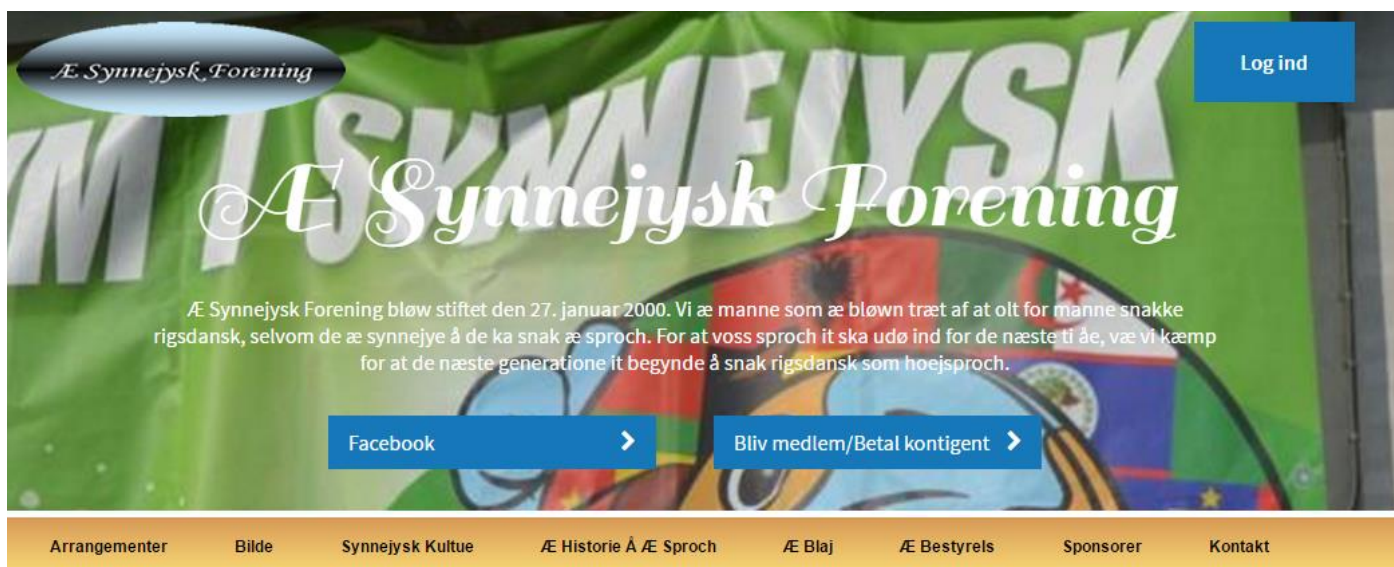 Æ Synnejysk Forening
Log ind
YM I SYNNEJYSK
Æ Synnejysk Forening
Æ Synnejysk Forening bløw stiftet den 27. januar 2000. Vi æ manne som æ bløwn træt af at olt for manne snakke
rigsdansk, selvom de æ synnejye å de ka snak æ sproch. For at voss sproch it ska udø ind for de næste ti åe, væ vi kæmp
for at de næste generatione it begynde å snak rigsdansk som hoejsproch.
Facebook
Bliv medlem/Betal kontigent
Arrangementer Bilde Synnejysk Kultue Æ Historie Å Æ Sproch Æ Blaj Æ Bestyrels Sponsorer Kontakt